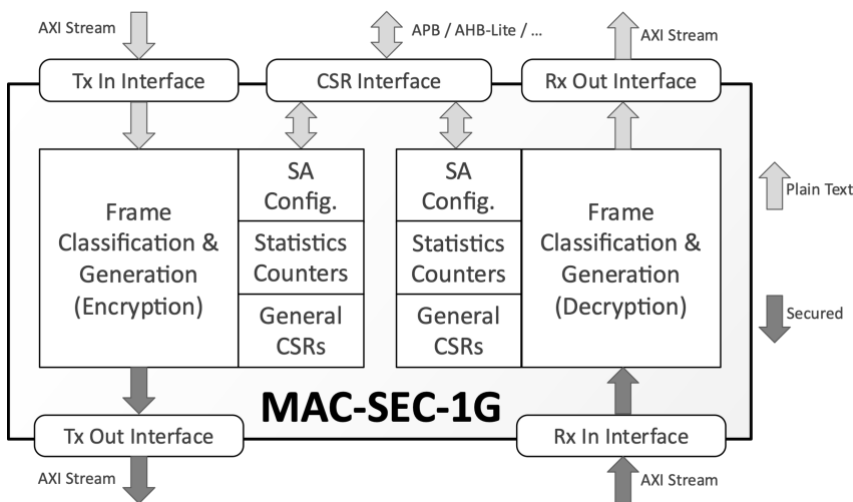 AXI Stream
APB / AHB-Lite / ...
AXI Stream
Tx In Interface
CSR Interface
Rx Out Interface
Frame
Classification &
Generation
(Encryption)
SA
Config.
Statistics
Counters
General
CSRs
SA
Config.
Statistics
Counters
General
CSRs
Frame
Classification &
Generation
(Decryption)
Plain Text
Secured
MAC-SEC-1G
Tx Out Interface
Rx In Interface
AXI Stream
AXI Stream